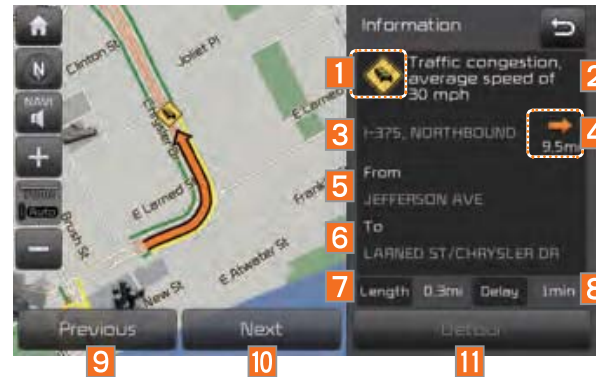 Information
Clinton St
Joliet Pl
N
1
Traffic congestion,
average speed of
30 mph
2
NAVI
Chrysler Dr
E Larned
3
I-375, NORTHBOUND
9.5mi
4
From
5
JEFFERSON AVE
Auto
E Larned St
Frank
To
6
LARNED ST/CHRYSLER DR
Brush St
E Atwater St
7
Length 0.3mi Delay 1min
8
New St
Previous
Next
Detour
9
10
11